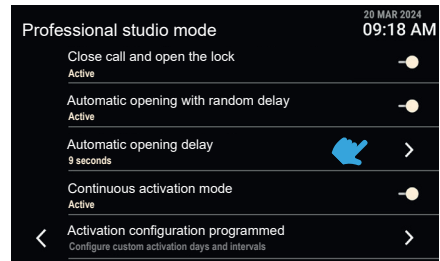 20 MAR 2024
Professional studio mode 09:18 AM
Close call and open the lock
Active
Automatic opening with random delay
Active
Automatic opening delay
9 seconds
Continuous activation mode
Active
Activation configuration programmed
Configure custom activation days and intervals